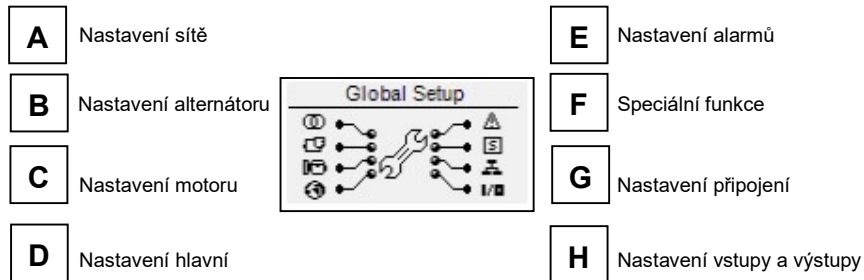 A Nastavení sítě
B Nastavení alternátoru
C Nastavení motoru
D Nastavení hlavní
Global Setup
S
I/0
E Nastavení alarmů
F Speciální funkce
G Nastavení připojení
H Nastavení vstupy a výstupy